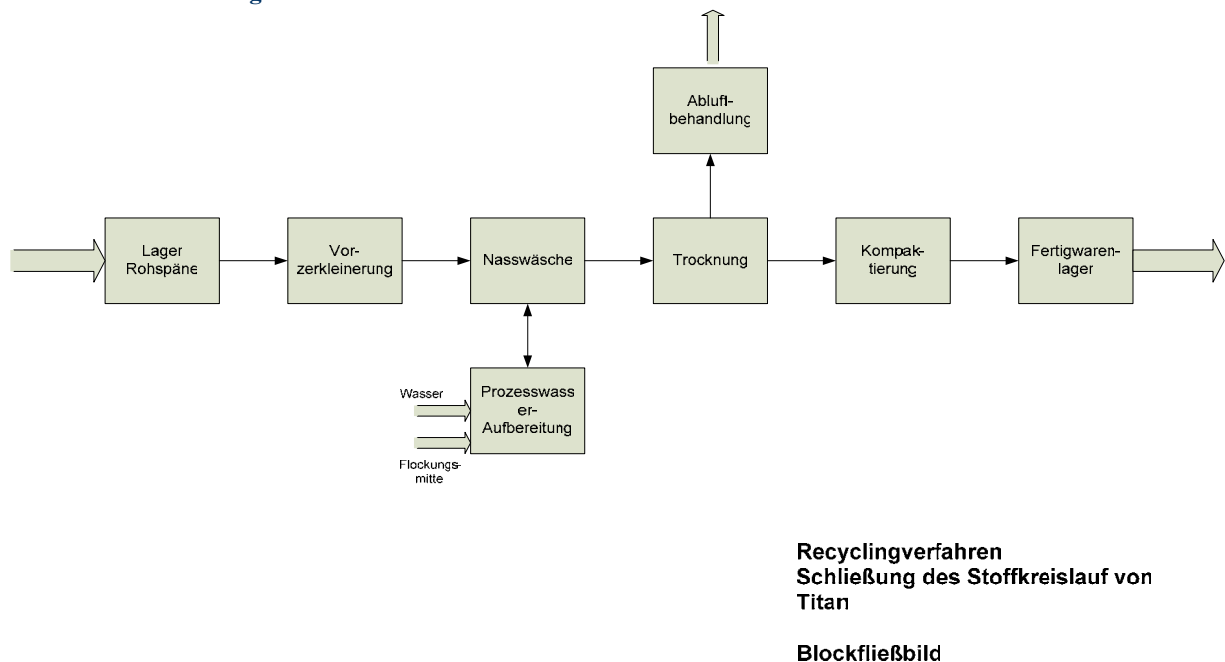 Abluft-
behandlung
Lager
Rohspäne
Vor-
zerkleinerung
Nasswäsche
Trocknung
Kompak-
tierung
Fertigwaren-
lager
Wasser
Prozesswass
er-
Aufbereitung
Flockungs-
mitte
Recyclingverfahren
Schließung des Stoffkreislauf von
Titan
Blockfließbild